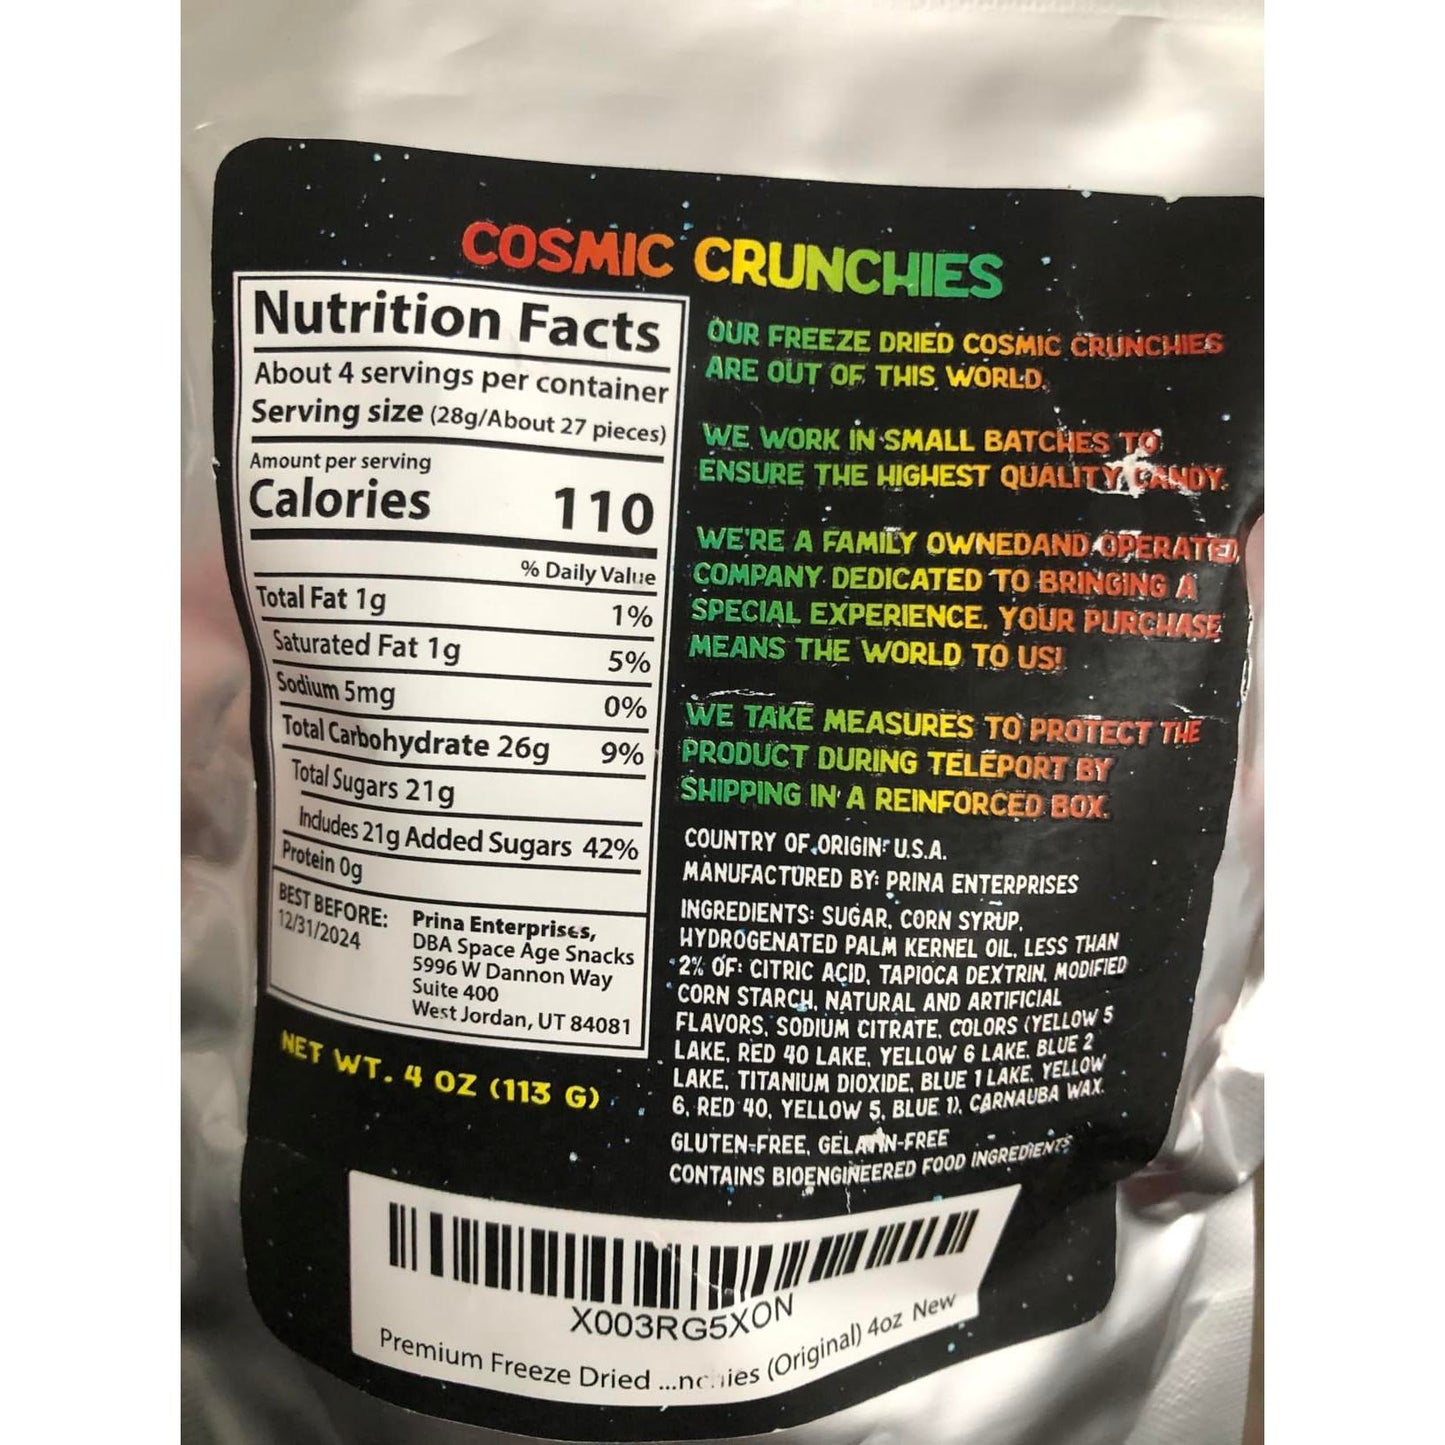 COSMIC CRUNCHIES
Nutrition Facts
About 4 servings per container
Serving size (28g/About 27 pieces)
Amount per serving
Calories 110
% Daily Value
Total Fat 1g 1%
Saturated Fat 1g 5%
Sodium 5mg 0%
Total Carbohydrate 26g 9%
Total Sugars 21g
Includes 21g Added Sugars 42%
Protein 0g
BEST BEFORE:
12/31/2024
Prina Enterprises,
DBA Space Age Snacks
5996 W Dannon Way
Suite 400
West Jordan, UT 84081
NET WT. 4 OZ (113 G)
OUR FREEZE DRIED COSMIC CRUNCHIES
ARE OUT OF THIS WORLD.
WE WORK IN SMALL BATCHES TO
ENSURE THE HIGHEST QUALITY CANDY.
WE'RE A FAMILY OWNEDAND OPERATED
COMPANY DEDICATED TO BRINGING A
SPECIAL EXPERIENCE. YOUR PURCHASE
MEANS THE WORLD TO US!
WE TAKE MEASURES TO PROTECT THE
PRODUCT DURING TELEPORT BY
SHIPPING IN A REINFORCED BOX.
COUNTRY OF ORIGIN: U.S.A.
MANUFACTURED BY: PRINA ENTERPRISES
INGREDIENTS: SUGAR, CORN SYRUP,
HYDROGENATED PALM KERNEL OIL, LESS THAN
2% OF: CITRIC ACID, TAPIOCA DEXTRIN, MODIFIED
CORN STARCH, NATURAL AND ARTIFICIAL
FLAVORS, SODIUM CITRATE, COLORS (YELLOW 5
LAKE, RED 40 LAKE, YELLOW 6 LAKE, BLUE 2
LAKE, TITANIUM DIOXIDE, BLUE 1 LAKE, YELLOW
6, RED 40, YELLOW 5, BLUE 1), CARNAUBA WAX.
GLUTEN-FREE, GELATIN-FREE
CONTAINS BIOENGINEERED FOOD INGREDIENTS
X003RG5XON
Premium Freeze Dried ...nchies (Original) 4oz New